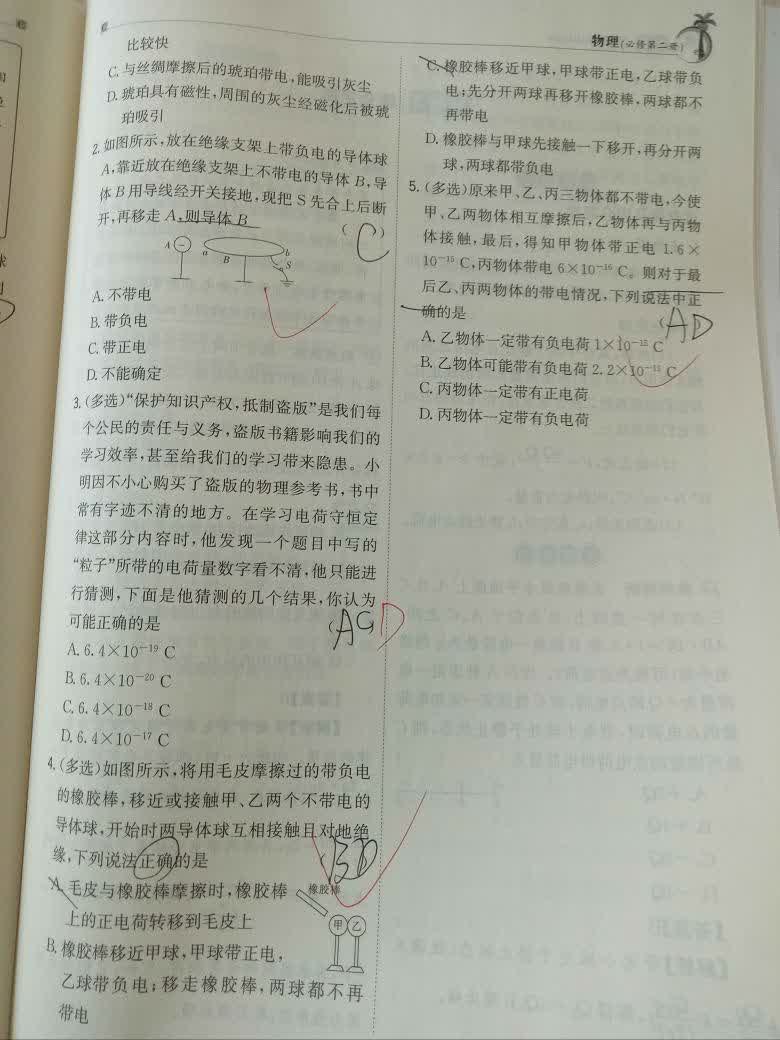 物理(必修第二册)
比较快
C.与丝绸摩擦后的琥珀带电,能吸引灰尘
D.琥珀具有磁性,周围的灰尘经磁化后被琥
珀吸引
2.如图所示,放在绝缘支架上带负电的导体球
A,靠近放在绝缘支架上不带电的导体B,导
体B用导线经开关接地,现把S先合上后断
开,再移走A,则导体B
( C )
A
a
B
b
S
A.不带电
B.带负电
C.带正电
D.不能确定
3.(多选)“保护知识产权,抵制盗版”是我们每
个公民的责任与义务,盗版书籍影响我们的
学习效率,甚至给我们的学习带来隐患。小
明因不小心购买了盗版的物理参考书,书中
常有字迹不清的地方。在学习电荷守恒定
律这部分内容时,他发现一个题目中写的
“粒子”所带的电荷量数字看不清,他只能进
行猜测,下面是他猜测的几个结果,你认为
可能正确的是
( ACD
A.6.4×10⁻¹⁹ C
B.6.4×10⁻²⁰ C
C.6.4×10⁻¹⁸ C
D.6.4×10⁻¹⁷ C
4.(多选)如图所示,将用毛皮摩擦过的带负电
的橡胶棒,移近或接触甲、乙两个不带电的
导体球,开始时两导体球互相接触且对地绝
缘,下列说法正确的是
( BD
A.毛皮与橡胶棒摩擦时,橡胶棒
上的正电荷转移到毛皮上
橡胶棒
甲 乙
B.橡胶棒移近甲球,甲球带正电,
乙球带负电;移走橡胶棒,两球都不再
带电
C.橡胶棒移近甲球,甲球带正电,乙球带负
电;先分开两球再移开橡胶棒,两球都不
再带电
D.橡胶棒与甲球先接触一下移开,再分开两
球,两球都带负电
5.(多选)原来甲、乙、丙三物体都不带电,今使
甲、乙两物体相互摩擦后,乙物体再与丙物
体接触,最后,得知甲物体带正电1.6×
10⁻¹⁵ C,丙物体带电6×10⁻¹⁶ C。则对于最
后乙、丙两物体的带电情况,下列说法中正
确的是
( AD
A.乙物体一定带有负电荷1×10⁻¹⁵ C
B.乙物体可能带有负电荷2.2×10⁻¹⁵ C
C.丙物体一定带有正电荷
D.丙物体一定带有负电荷